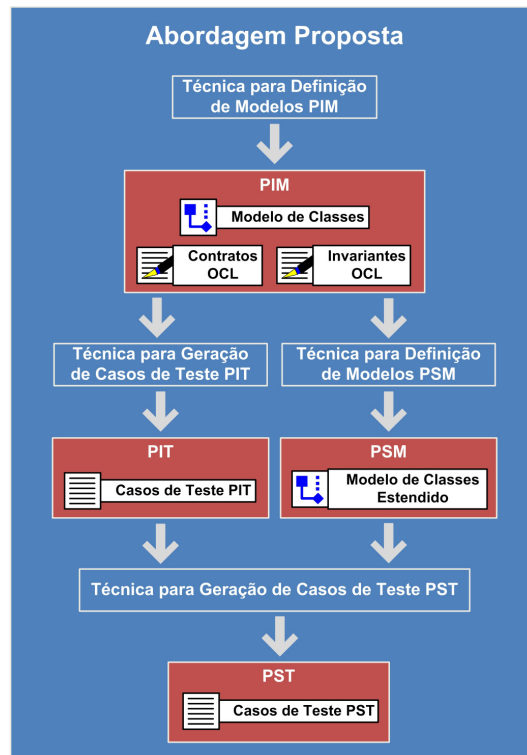 Abordagem Proposta
Técnica para Definição
de Modelos PIM
PIM
Modelo de Classes
Contratos
OCL
Invariantes
OCL
Técnica para Geração
de Casos de Teste PIT
Técnica para Definição
de Modelos PSM
PIT
Casos de Teste PIT
PSM
Modelo de Classes
Estendido
Técnica para Geração de Casos de Teste PST
PST
Casos de Teste PST